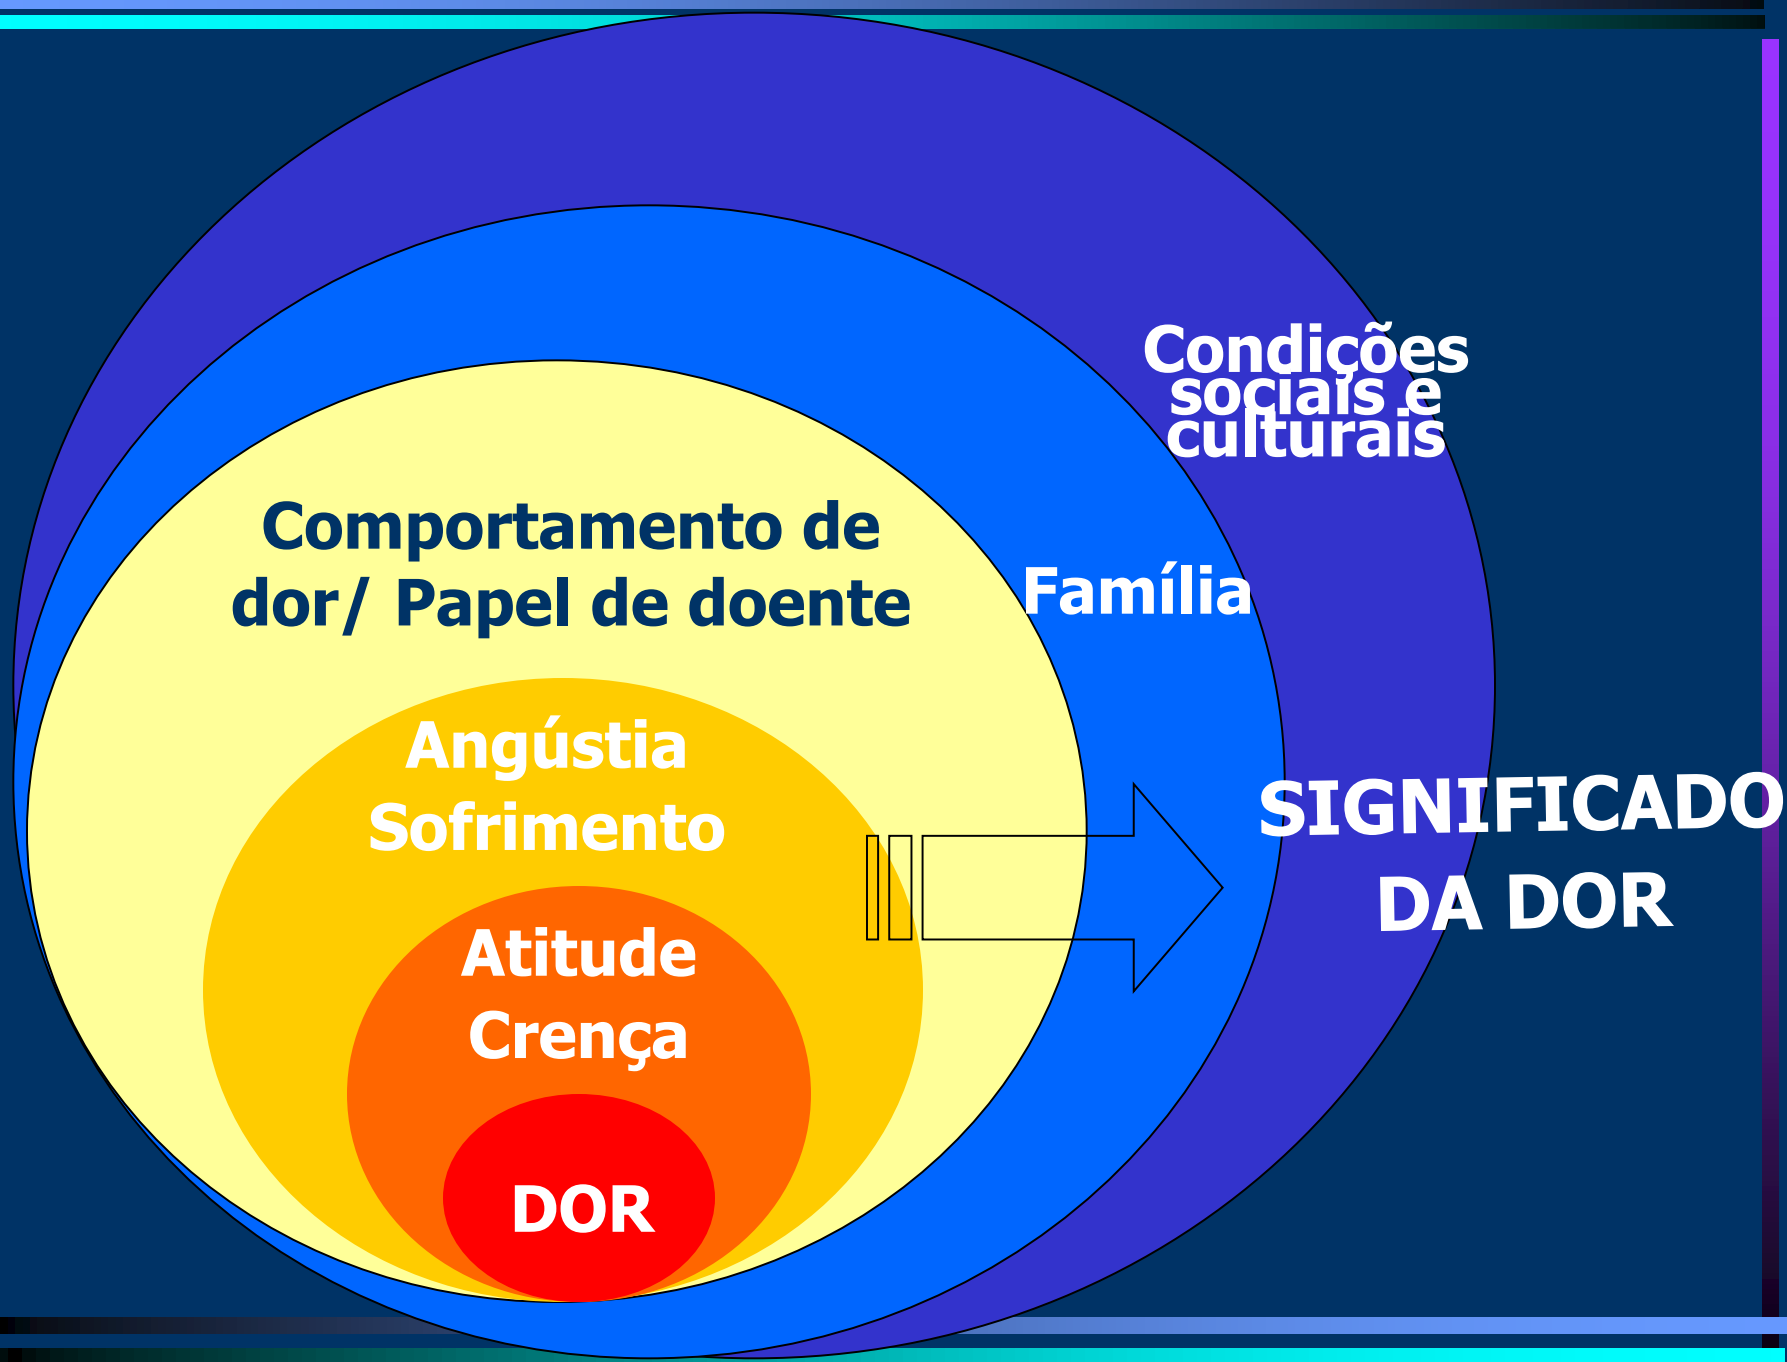 Condições
sociais e
culturais
Comportamento de
dor/ Papel de doente
Família
Angústia
Sofrimento
SIGNIFICADO
DA DOR
Atitude
Crença
DOR